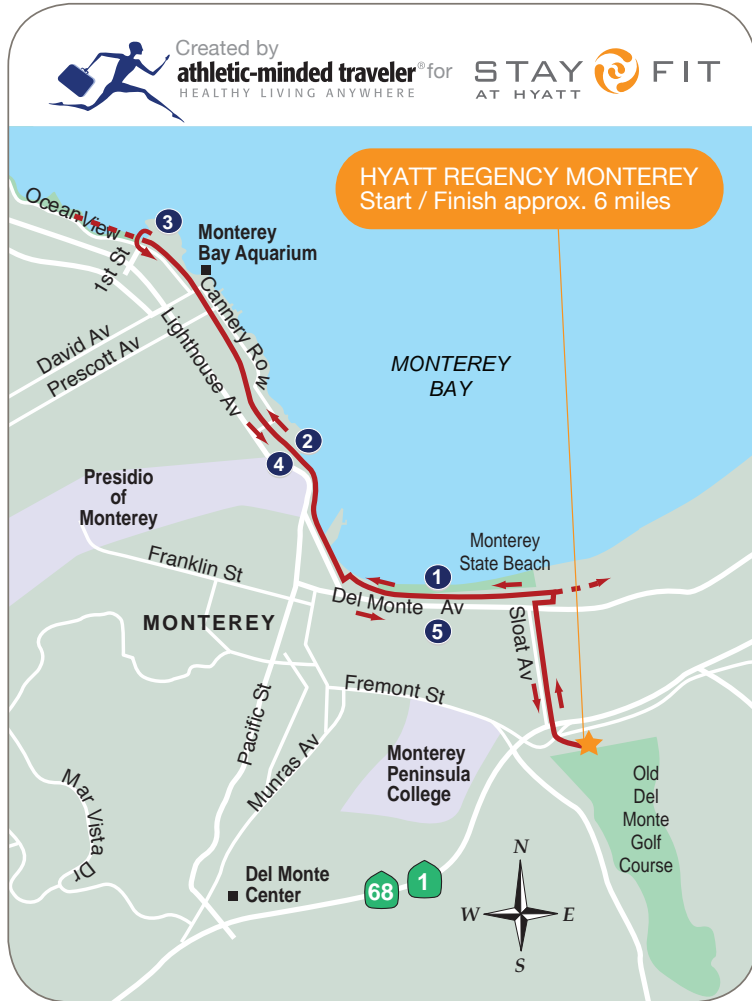 Created by
athletic-minded traveler® for
HEALTHY LIVING ANYWHERE
STAY FIT
AT HYATT
HYATT REGENCY MONTEREY
Start / Finish approx. 6 miles
Ocean View
3
Monterey
Bay Aquarium
1st St
Cannery Row
David Av
Prescott Av
Lighthouse Av
MONTEREY
BAY
2
4
Presidio
of
Monterey
Monterey
State Beach
1
Franklin St
Del Monte Av
MONTEREY
5
Sloat Av
Fremont St
Pacific St
Munras Av
Monterey
Peninsula
College
Old
Del
Monte
Golf
Course
Mar Vista
Dr
Del Monte
Center
68
1
N
W
E
S